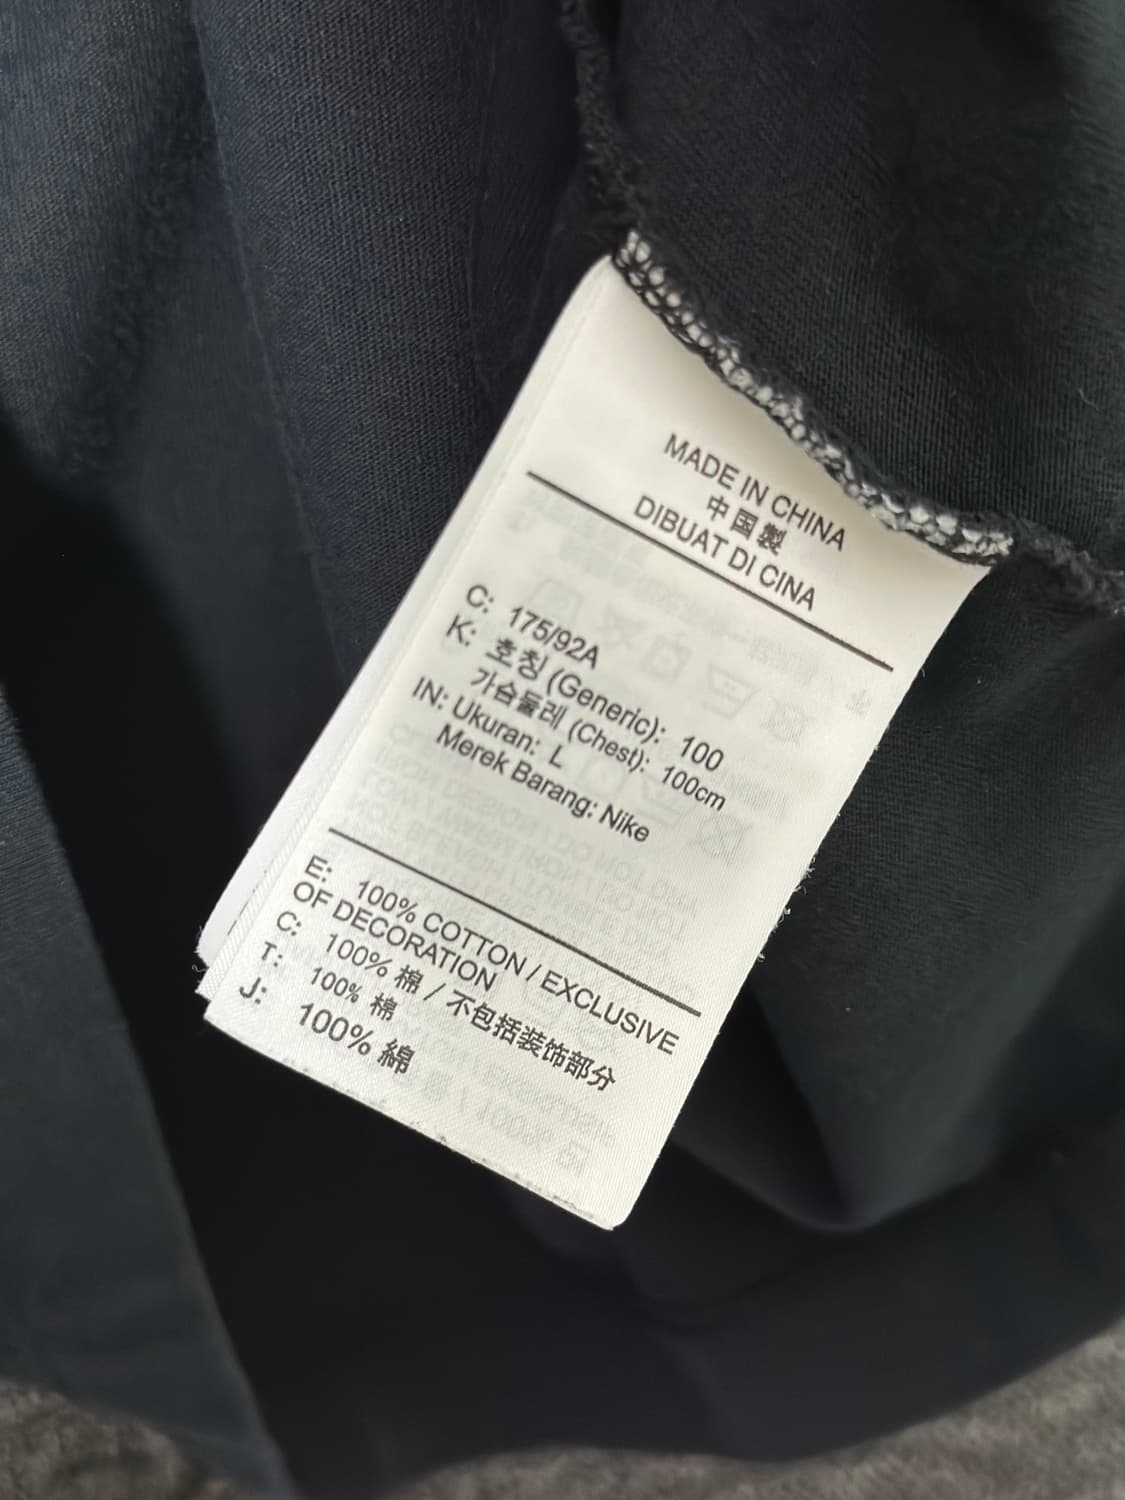 MADE IN CHINA
中国製
DIBUAT DI CINA
C: 175/92A
K: 호칭 (Generic): 100
가슴둘레 (Chest): 100cm
IN: Ukuran: L
Merek Barang: Nike
E: 100% COTTON / EXCLUSIVE
OF DECORATION
C: 100% 棉 / 不包括装饰部分
T: 100% 棉
J: 100% 綿